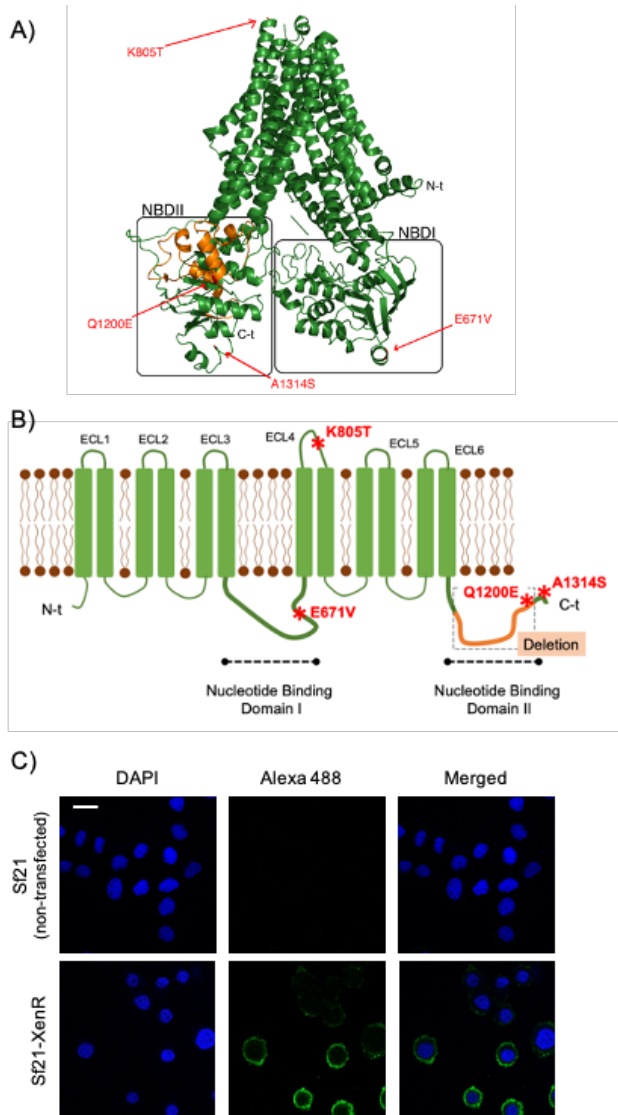 A)
K805T
N-t
NBDII
NBDI
Q1200E
C-t
E671V
A1314S
B)
ECL1
ECL2
ECL3
ECL4
K805T
ECL5
ECL6
N-t
E671V
Q1200E
A1314S
C-t
Deletion
Nucleotide Binding
Domain I
Nucleotide Binding
Domain II
C)
DAPI
Alexa 488
Merged
Sf21
(non-transfected)
Sf21-XenR